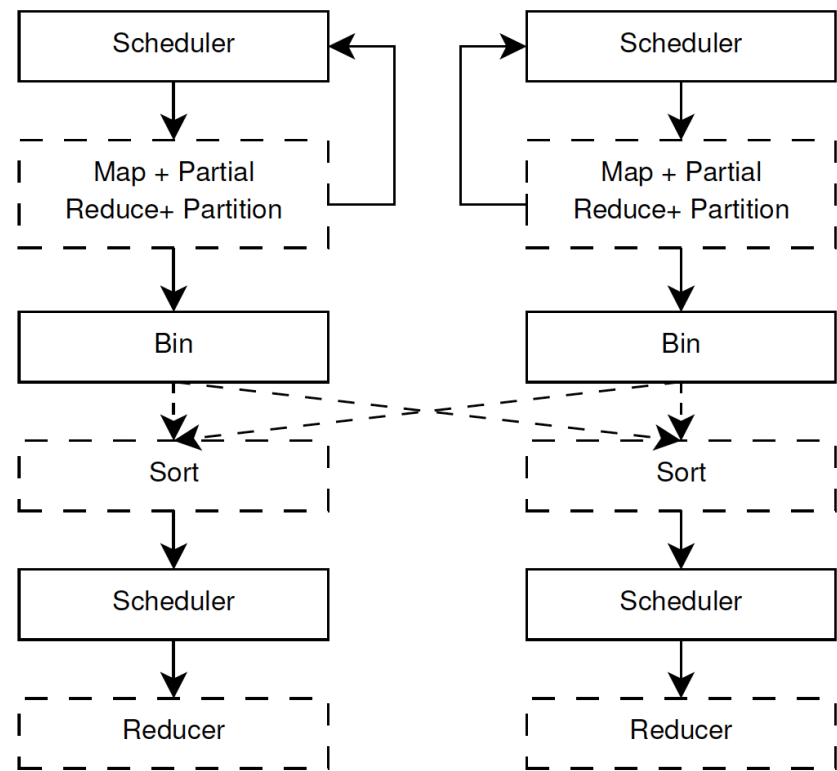 Scheduler
Map + Partial
Reduce+ Partition
Bin
Sort
Scheduler
Reducer
Scheduler
Map + Partial
Reduce+ Partition
Bin
Sort
Scheduler
Reducer